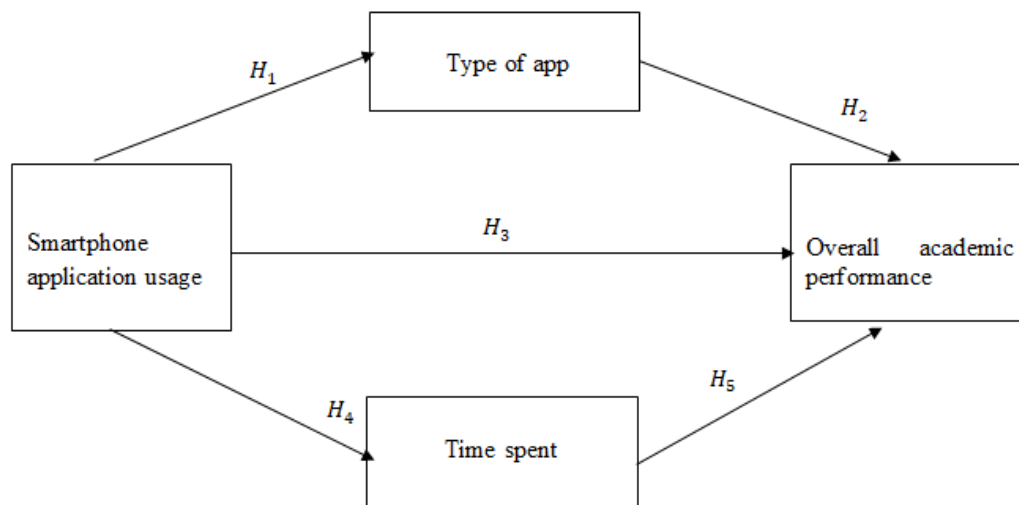 Type of app
H₁
H₂
Smartphone
application usage
H₃
Overall academic
performance
H₄
H₅
Time spent